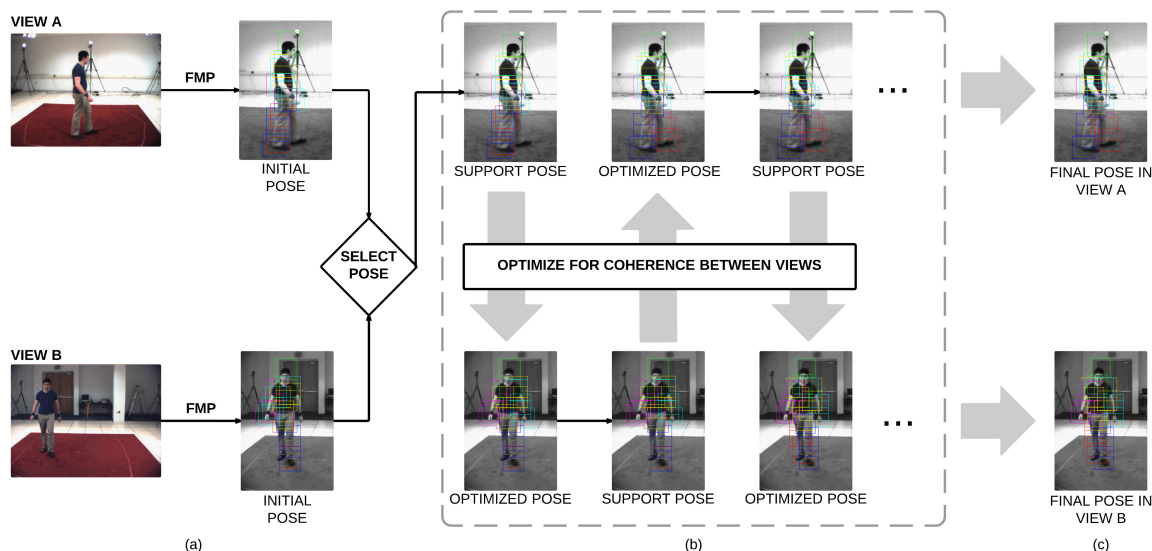 VIEW A
FMP
INITIAL
POSE
SELECT
POSE
VIEW B
FMP
INITIAL
POSE
(a)
SUPPORT POSE
OPTIMIZED POSE
SUPPORT POSE
...
OPTIMIZE FOR COHERENCE BETWEEN VIEWS
OPTIMIZED POSE
SUPPORT POSE
OPTIMIZED POSE
...
(b)
FINAL POSE IN
VIEW A
FINAL POSE IN
VIEW B
(c)